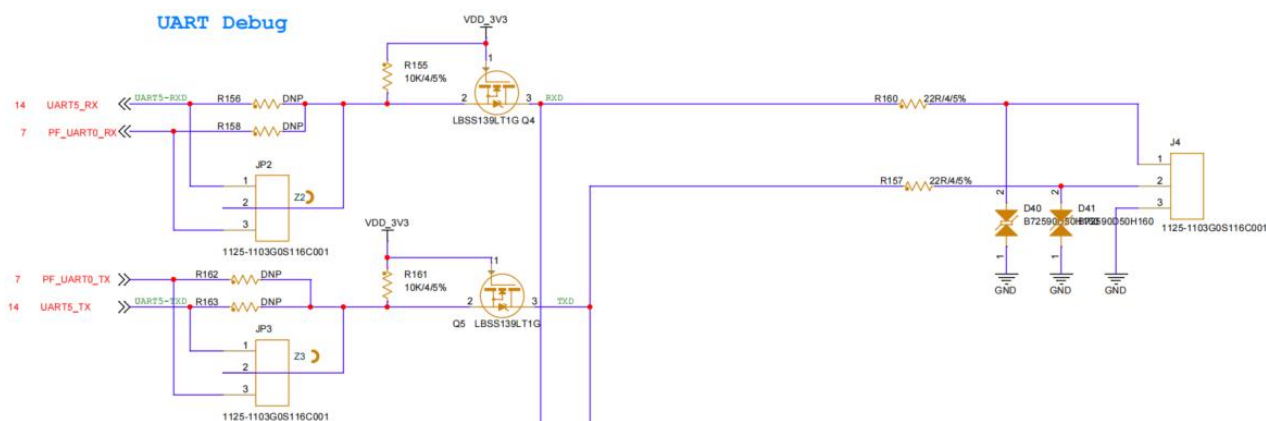 UART Debug
VDD_3V3
R155
10K/4/5%
1
14 UART5_RX UART5-RXD R156 DNP 2 3 RXD R160 22R/4/5%
LBSS139LT1G Q4
7 PF_UART0_RX R158 DNP
J4
JP2
1
2
3
1 Z2
2
3
1125-1103G0S116C001
R157 22R/4/5%
2 2
D40 D41
1 1
1125-1103G0S116C001
GND GND GND
VDD_3V3
R161
10K/4/5%
1
7 PF_UART0_TX R162 DNP
14 UART5_TX UART5-TXD R163 DNP 2 3 TXD
Q5 LBSS139LT1G
JP3
1 Z3
2
3
1125-1103G0S116C001